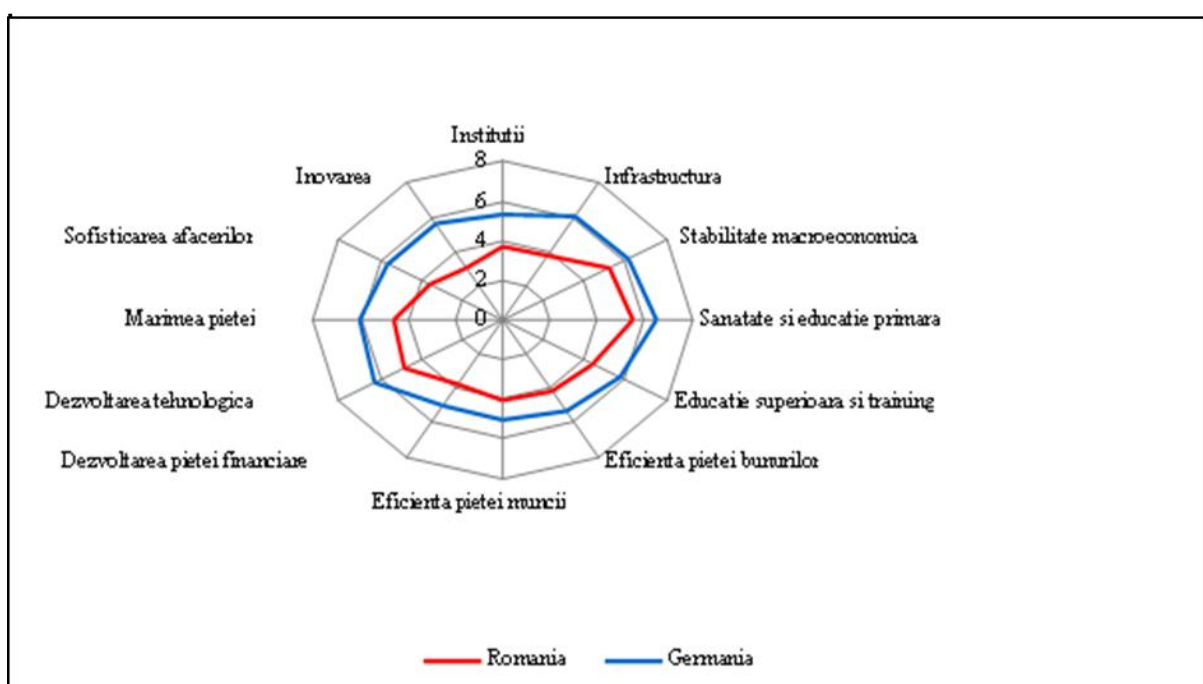 Institutii
8
Inovarea
Infrastructura
6
Sofisticarea afacerilor
Stabilitate macroeconomica
4
2
Marimea pietei
0
Sanatate si educatie primara
Dezvoltarea tehnologica
Educatie superioara si training
Dezvoltarea pietei financiare
Eficienta pietei bunurilor
Eficienta pietei muncii
Romania
Germania